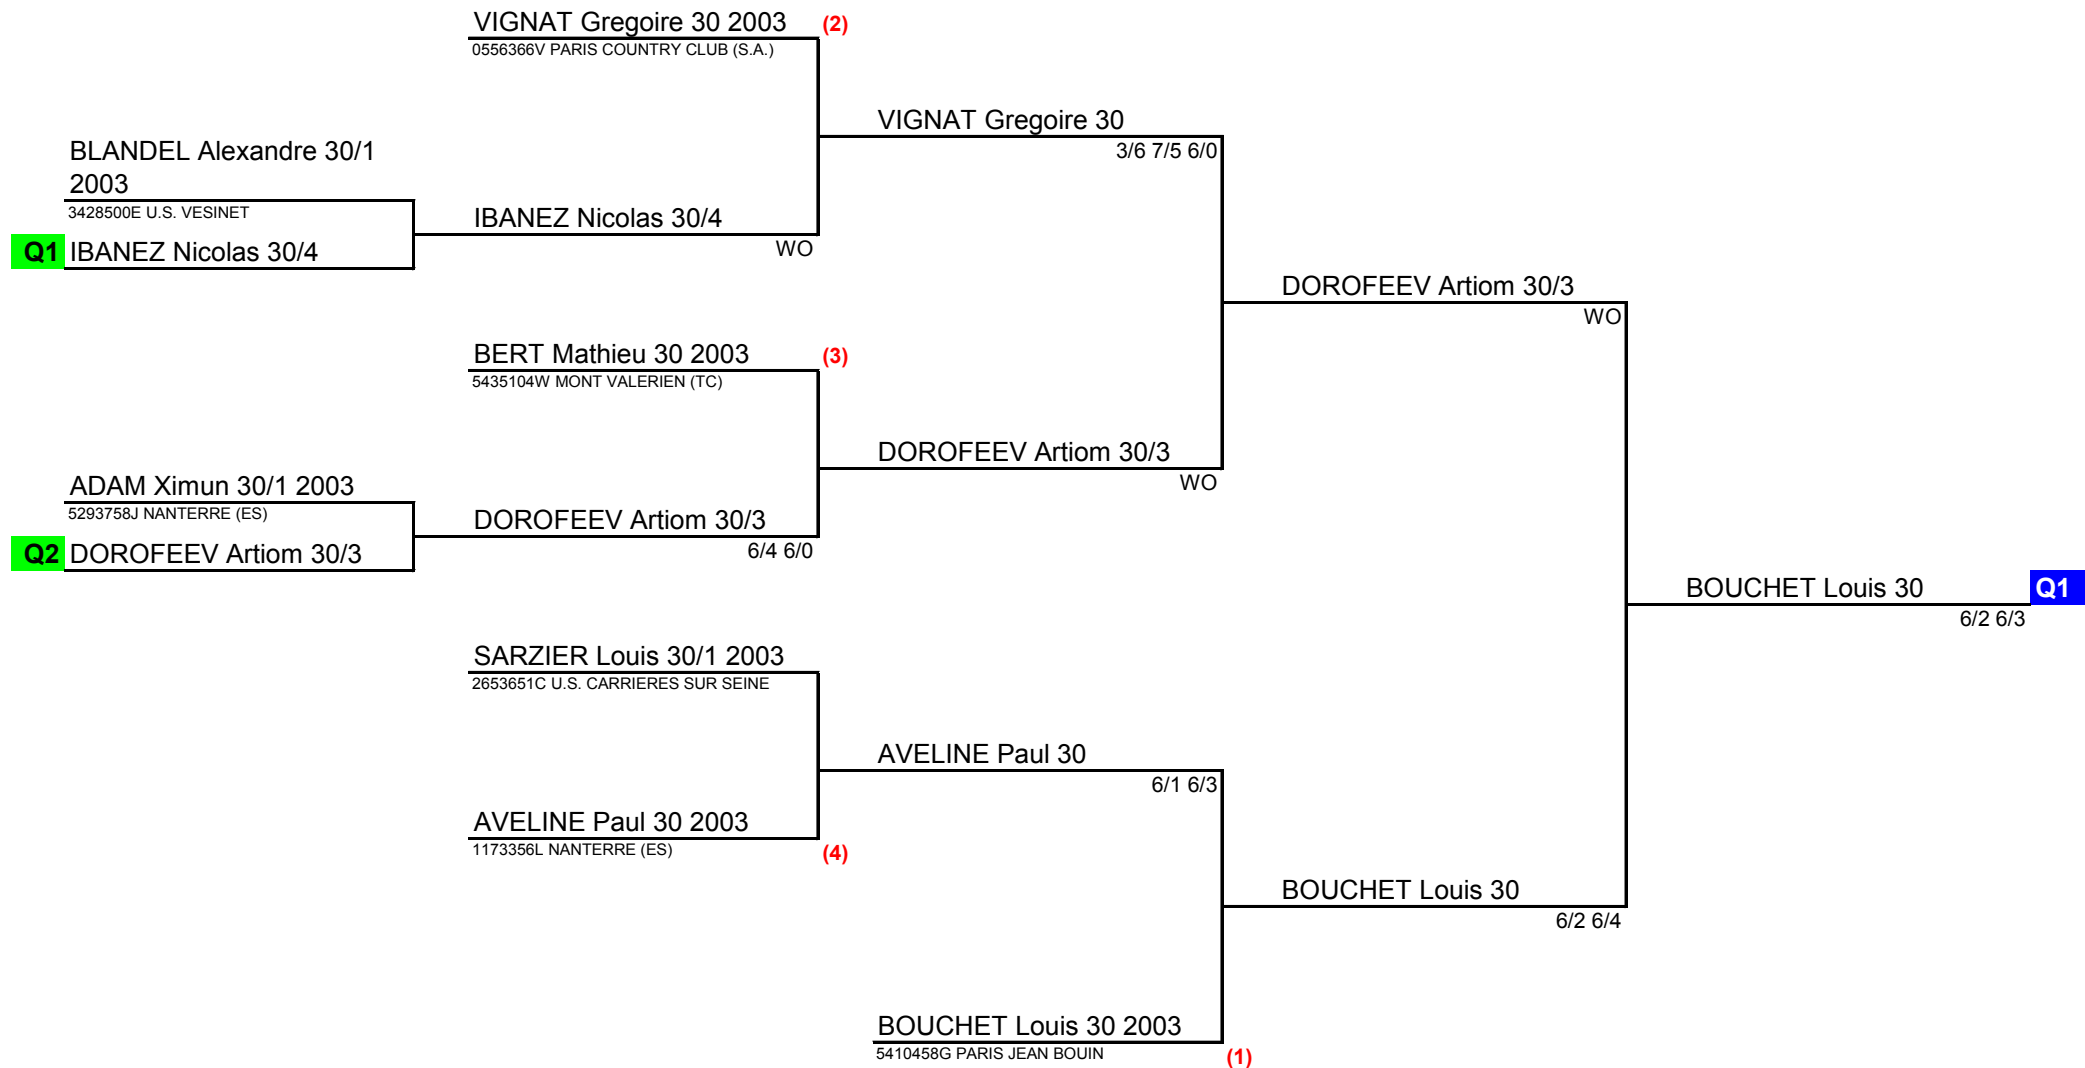 VIGNAT Gregoire 30 2003 (2)
0556366V PARIS COUNTRY CLUB (S.A.)
VIGNAT Gregoire 30
3/6 7/5 6/0
BLANDEL Alexandre 30/1
2003
3428500E U.S. VESINET
IBANEZ Nicolas 30/4
WO
Q1 IBANEZ Nicolas 30/4
DOROFEEV Artiom 30/3
WO
BERT Mathieu 30 2003 (3)
5435104W MONT VALERIEN (TC)
DOROFEEV Artiom 30/3
WO
ADAM Ximun 30/1 2003
5293758J NANTERRE (ES)
DOROFEEV Artiom 30/3
6/4 6/0
Q2 DOROFEEV Artiom 30/3
BOUCHET Louis 30 Q1
6/2 6/3
SARZIER Louis 30/1 2003
2653651C U.S. CARRIERES SUR SEINE
AVELINE Paul 30
6/1 6/3
AVELINE Paul 30 2003
1173356L NANTERRE (ES) (4)
BOUCHET Louis 30
6/2 6/4
BOUCHET Louis 30 2003
5410458G PARIS JEAN BOUIN (1)